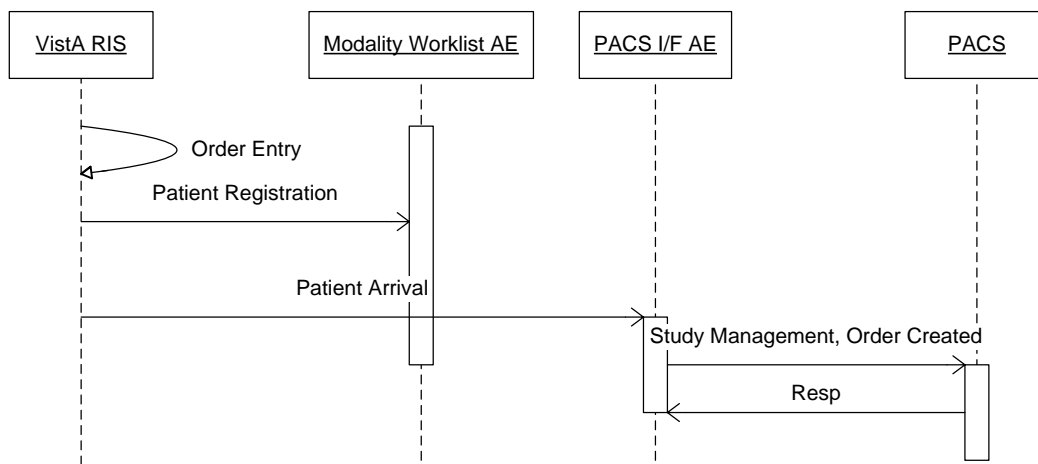 VistA RIS
Modality Worklist AE
PACS I/F AE
PACS
Order Entry
Patient Registration
Patient Arrival
Study Management, Order Created
Resp